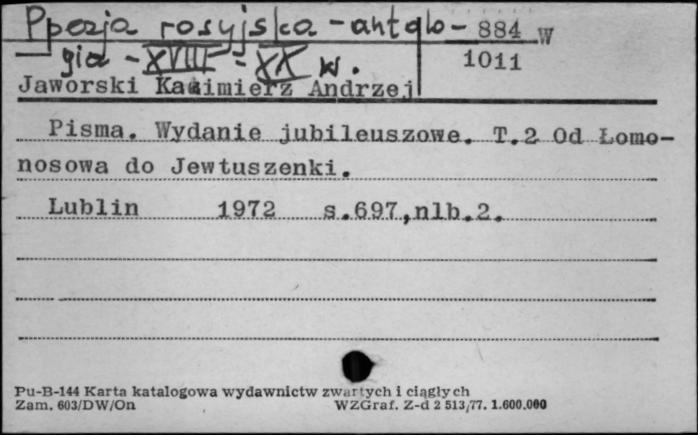 Ppezja rosyjska - antolo- 884 W
gia - XVIII - XX w. 1011
Jaworski Kazimierz Andrzej
Pisma. Wydanie jubileuszowe. T.2 Od Łomo-
nosowa do Jewtuszenki.
Lublin 1972 s.697,nlb.2.
Pu-B-144 Karta katalogowa wydawnictw zwartych i ciągłych
Zam. 603/DW/On WZGraf. Z-d 2 513/77. 1.600.000